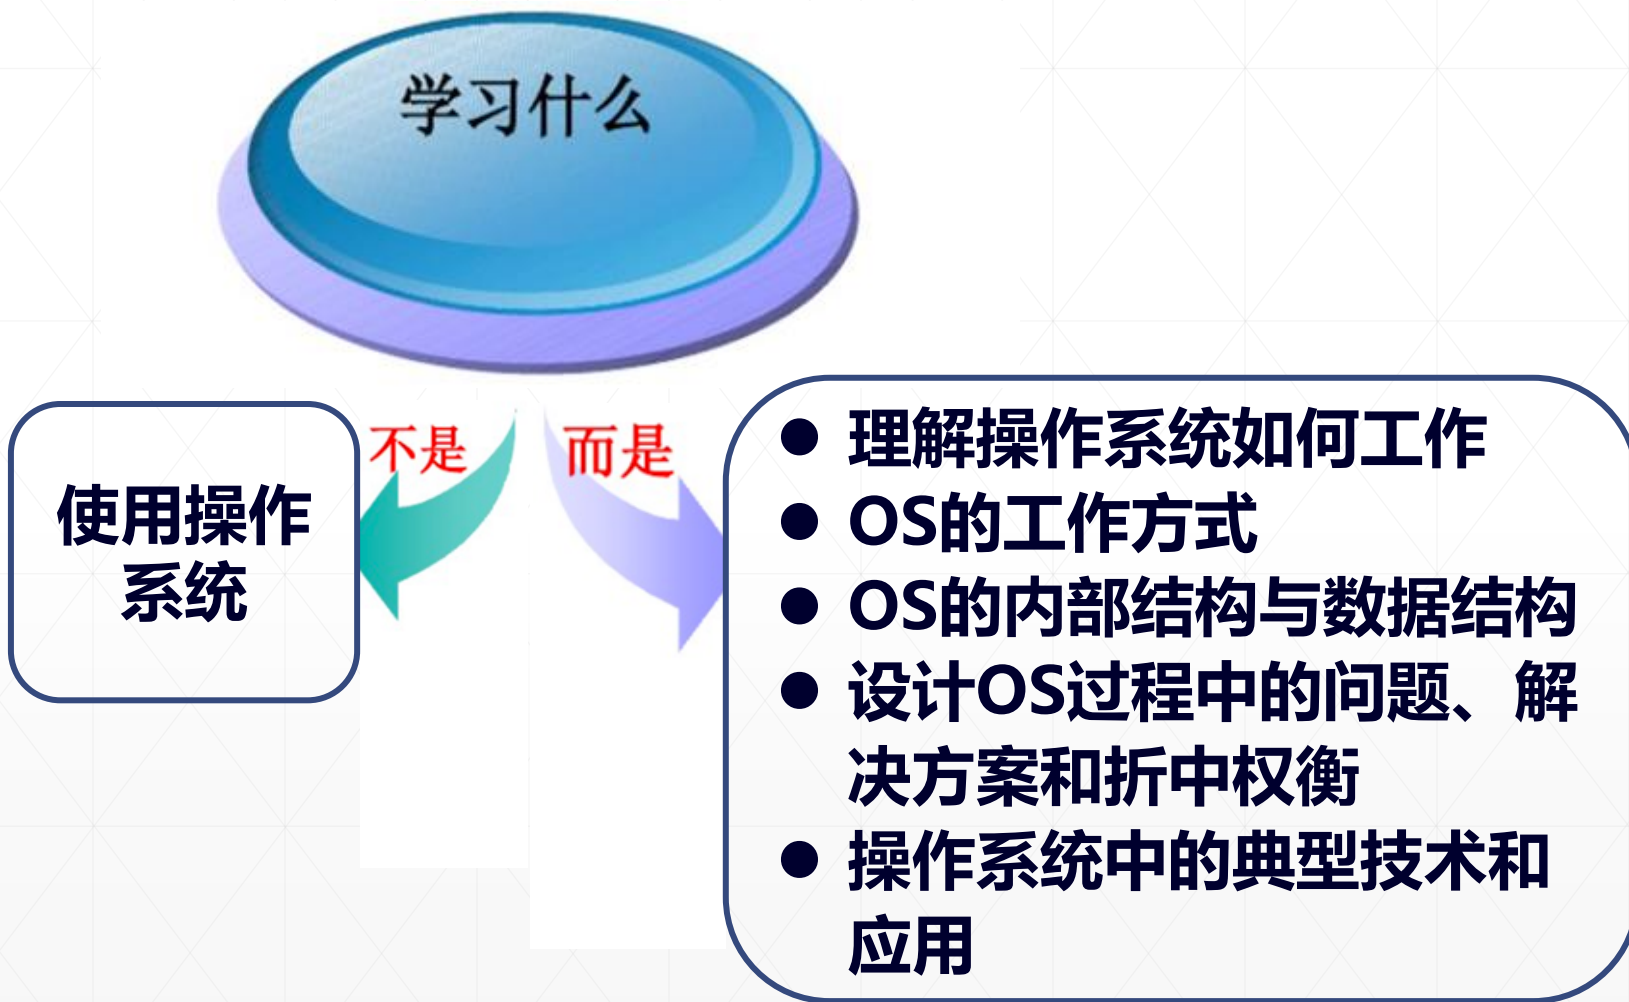 学习什么
不是
而是
使用操作
系统
● 理解操作系统如何工作
● OS的工作方式
● OS的内部结构与数据结构
● 设计OS过程中的问题、解
决方案和折中权衡
● 操作系统中的典型技术和
应用